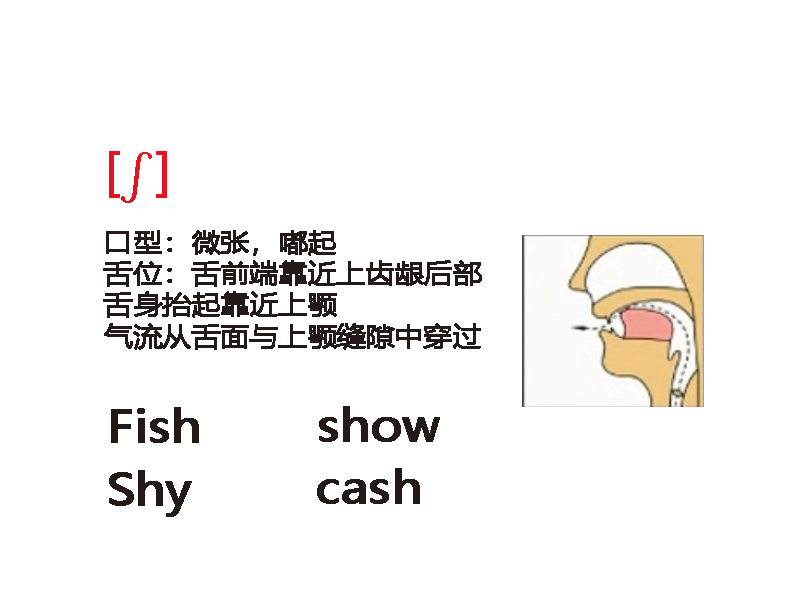 [ʃ]
口型：微张，嘟起
舌位：舌前端靠近上齿龈后部
舌身抬起靠近上颚
气流从舌面与上颚缝隙中穿过
Fish show
Shy cash